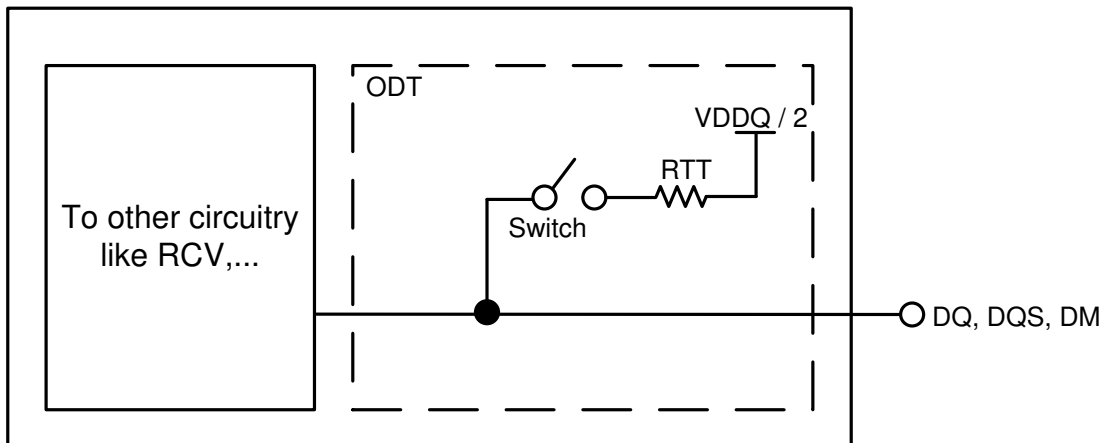 ODT
VDDQ / 2
RTT
Switch
To other circuitry
like RCV,...
DQ, DQS, DM